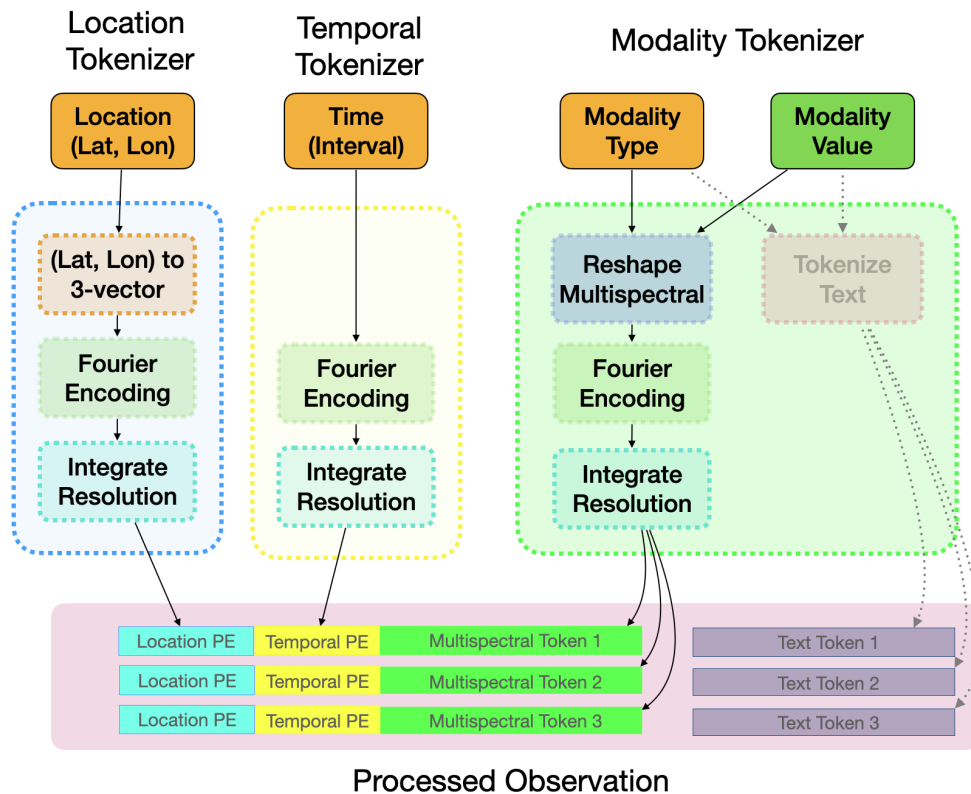 Location
Tokenizer
Temporal
Tokenizer
Modality Tokenizer
Location
(Lat, Lon)
Time
(Interval)
Modality
Type
Modality
Value
(Lat, Lon) to
3-vector
Fourier
Encoding
Integrate
Resolution
Fourier
Encoding
Integrate
Resolution
Reshape
Multispectral
Fourier
Encoding
Integrate
Resolution
Tokenize
Text
Location PE Temporal PE Multispectral Token 1 Text Token 1
Location PE Temporal PE Multispectral Token 2 Text Token 2
Location PE Temporal PE Multispectral Token 3 Text Token 3
Processed Observation